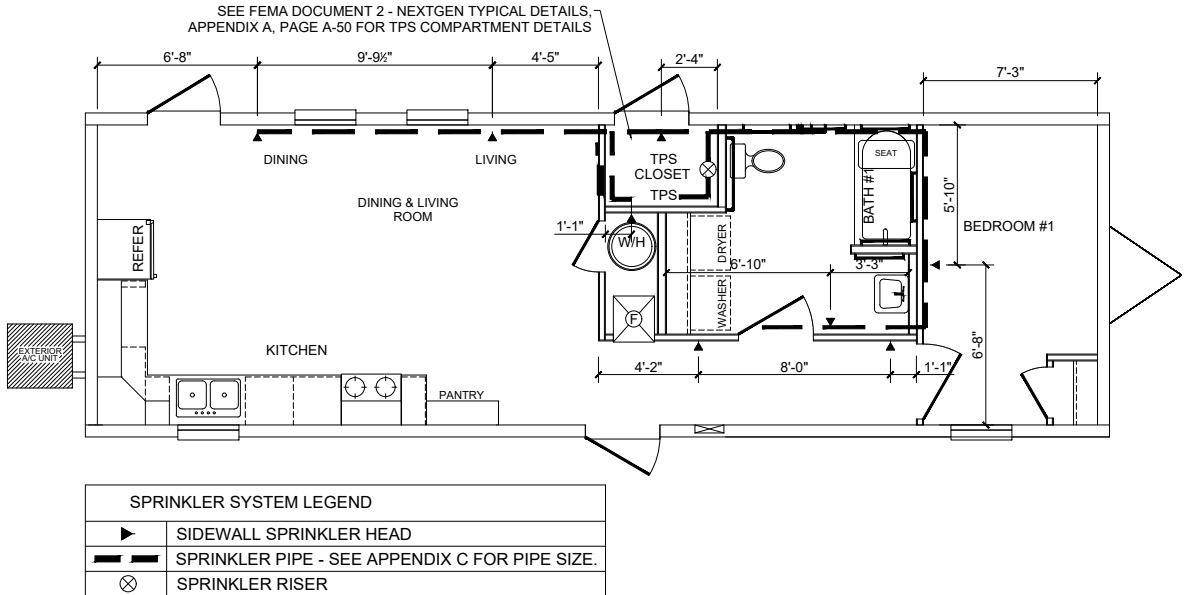 SEE FEMA DOCUMENT 2 - NEXTGEN TYPICAL DETAILS,
APPENDIX A, PAGE A-50 FOR TPS COMPARTMENT DETAILS
6'-8"
9'-9½"
4'-5"
2'-4"
7'-3"
DINING
LIVING
TPS
CLOSET
TPS
SEAT
BATH #1
5'-10"
BEDROOM #1
DINING & LIVING
ROOM
REFER
1'-1"
W/H
DRYER
6'-10"
3'-3"
WASHER
F
6'-8"
EXTERIOR
A/C UNIT
KITCHEN
4'-2"
8'-0"
1'-1"
PANTRY
SPRINKLER SYSTEM LEGEND
SIDEWALL SPRINKLER HEAD
SPRINKLER PIPE - SEE APPENDIX C FOR PIPE SIZE.
SPRINKLER RISER